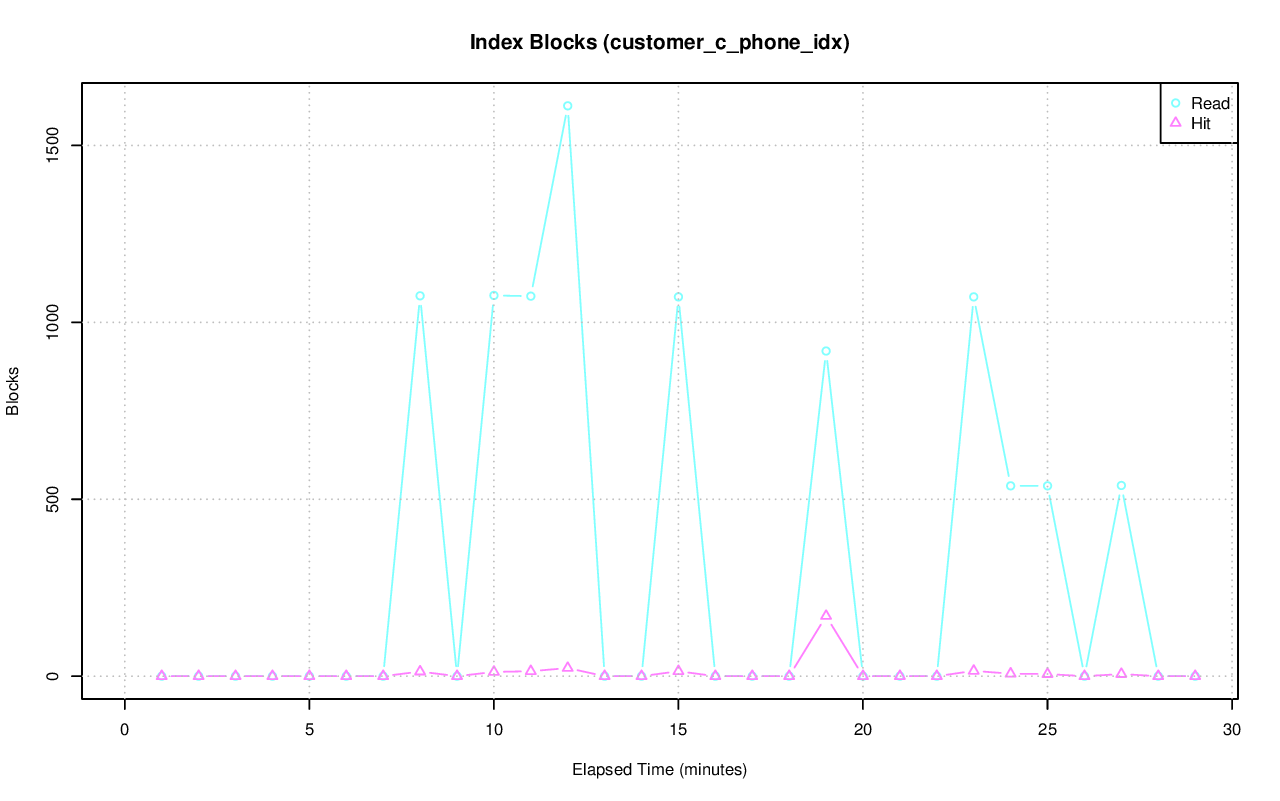 Index Blocks (customer_c_phone_idx)
Read
Hit
1500
1000
500
0
Blocks
0 5 10 15 20 25 30
Elapsed Time (minutes)